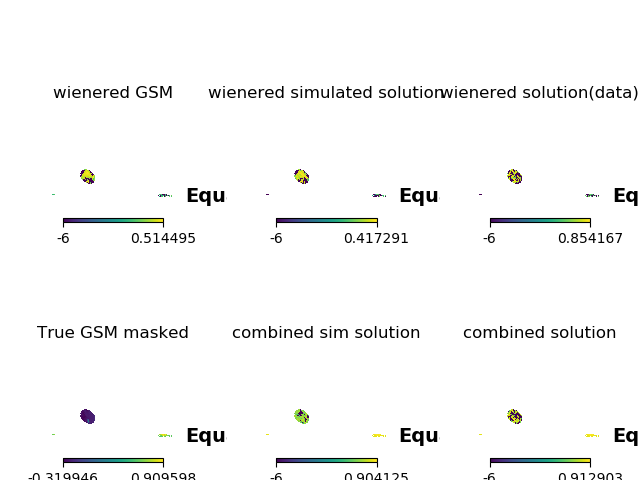 wienered GSM wienered simulated solution wienered solution(data)
Equ Equ Eq
-6 0.514495 -6 0.417291 -6 0.854167
True GSM masked combined sim solution combined solution
Equ Equ Eq
-0.319946 0.909598 -6 0.904125 -6 0.912903